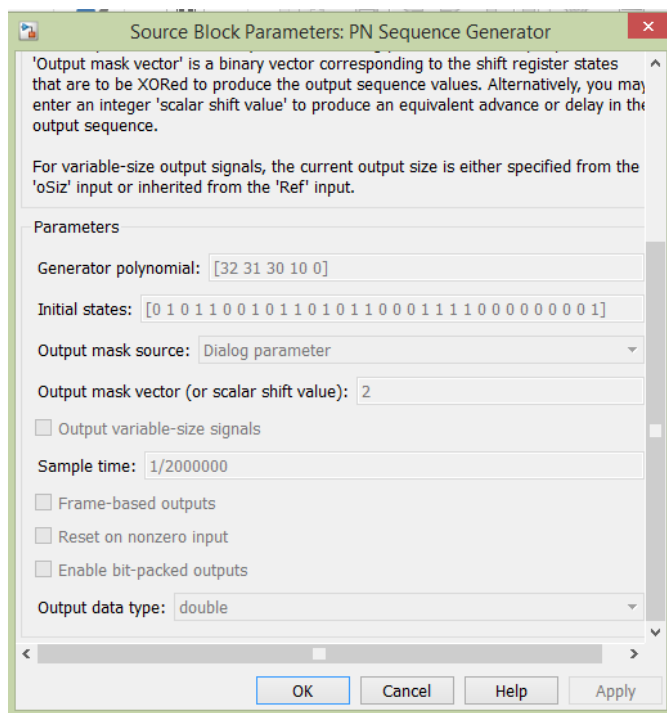 Source Block Parameters: PN Sequence Generator
'Output mask vector' is a binary vector corresponding to the shift register states
that are to be XORed to produce the output sequence values. Alternatively, you may
enter an integer 'scalar shift value' to produce an equivalent advance or delay in the
output sequence.
For variable-size output signals, the current output size is either specified from the
'oSiz' input or inherited from the 'Ref' input.
Parameters
Generator polynomial: [32 31 30 10 0]
Initial states: [0 1 0 1 1 0 0 1 0 1 1 0 1 0 1 1 0 0 0 1 1 1 1 0 0 0 0 0 0 0 0 1]
Output mask source: Dialog parameter
Output mask vector (or scalar shift value): 2
Output variable-size signals
Sample time: 1/2000000
Frame-based outputs
Reset on nonzero input
Enable bit-packed outputs
Output data type: double
OK Cancel Help Apply